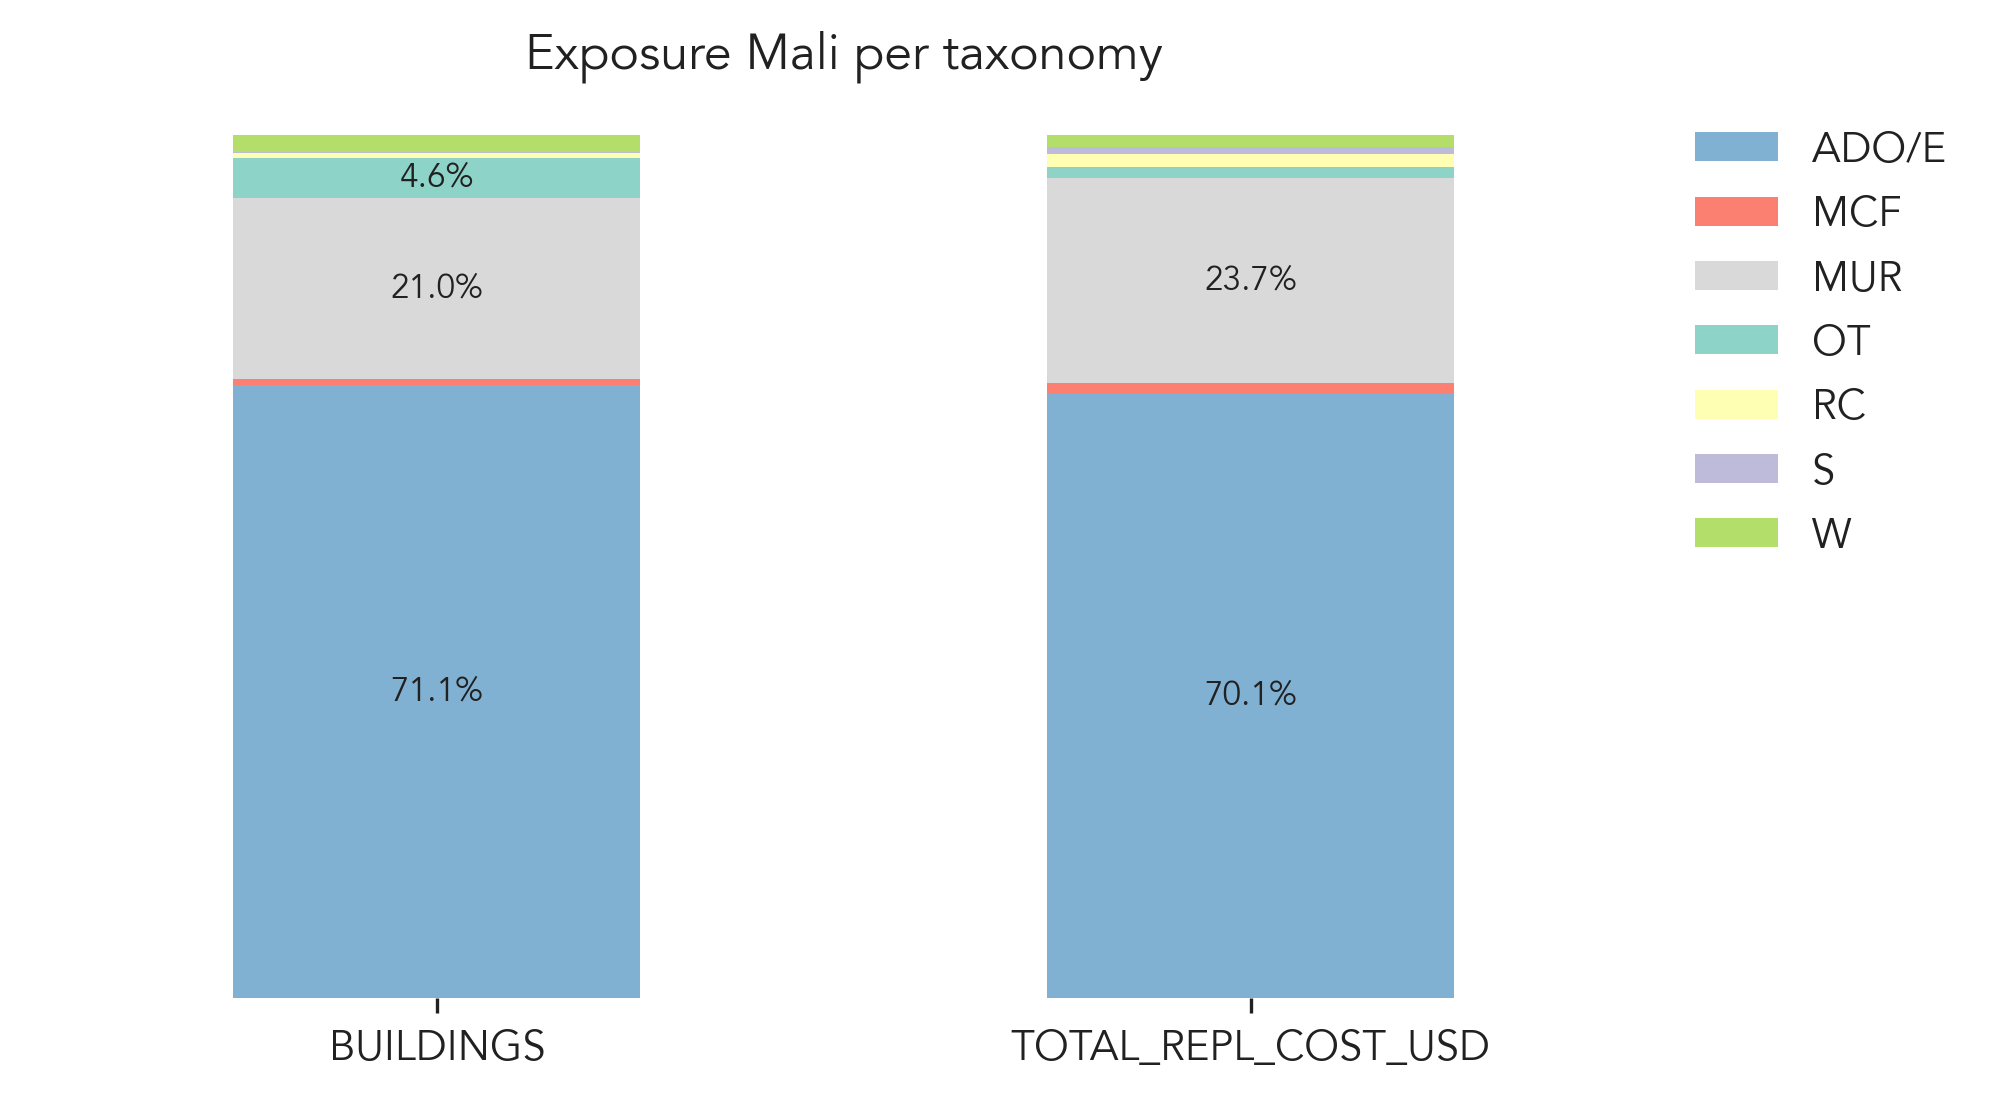 Exposure Mali per taxonomy
4.6%
21.0%
71.1%
23.7%
70.1%
BUILDINGS
TOTAL_REPL_COST_USD
ADO/E
MCF
MUR
OT
RC
S
W